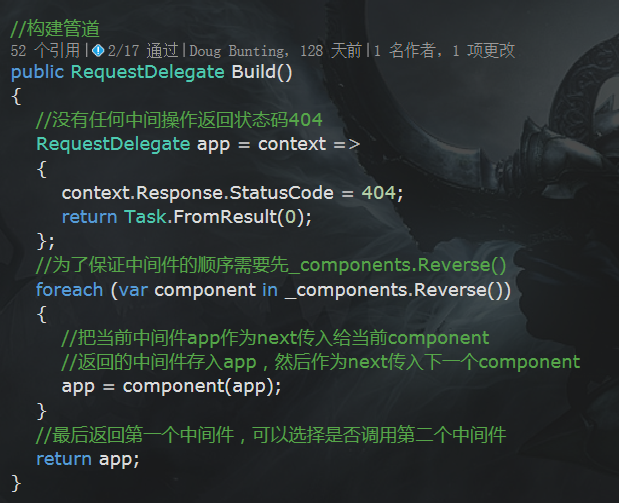 //构建管道
52 个引用|2/17 通过|Doug Bunting，128 天前|1 名作者，1 项更改
public RequestDelegate Build()
{
//没有任何中间操作返回状态码404
RequestDelegate app = context =>
{
context.Response.StatusCode = 404;
return Task.FromResult(0);
};
//为了保证中间件的顺序需要先_components.Reverse()
foreach (var component in _components.Reverse())
{
//把当前中间件app作为next传入给当前component
//返回的中间件存入app，然后作为next传入下一个component
app = component(app);
}
//最后返回第一个中间件，可以选择是否调用第二个中间件
return app;
}